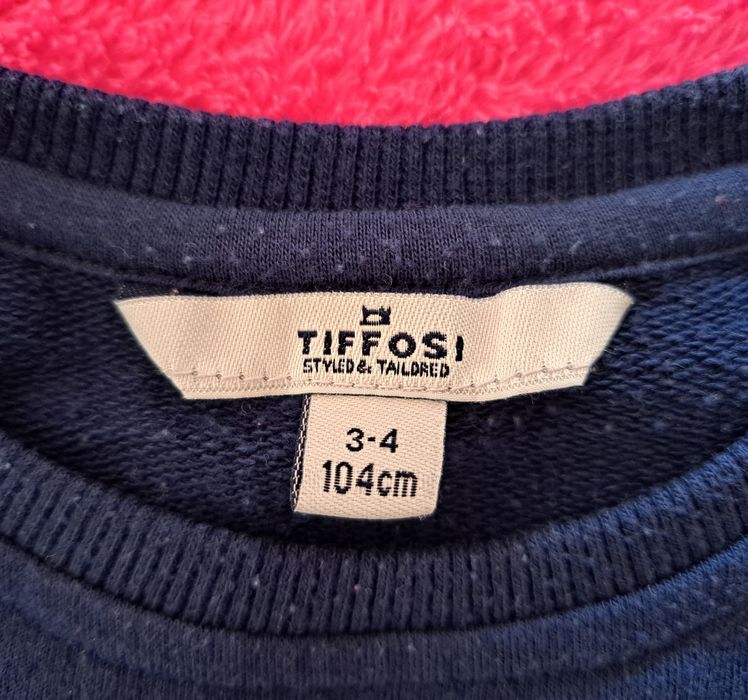 TIFFOSI
STYLED & TAILORED
3-4
104cm